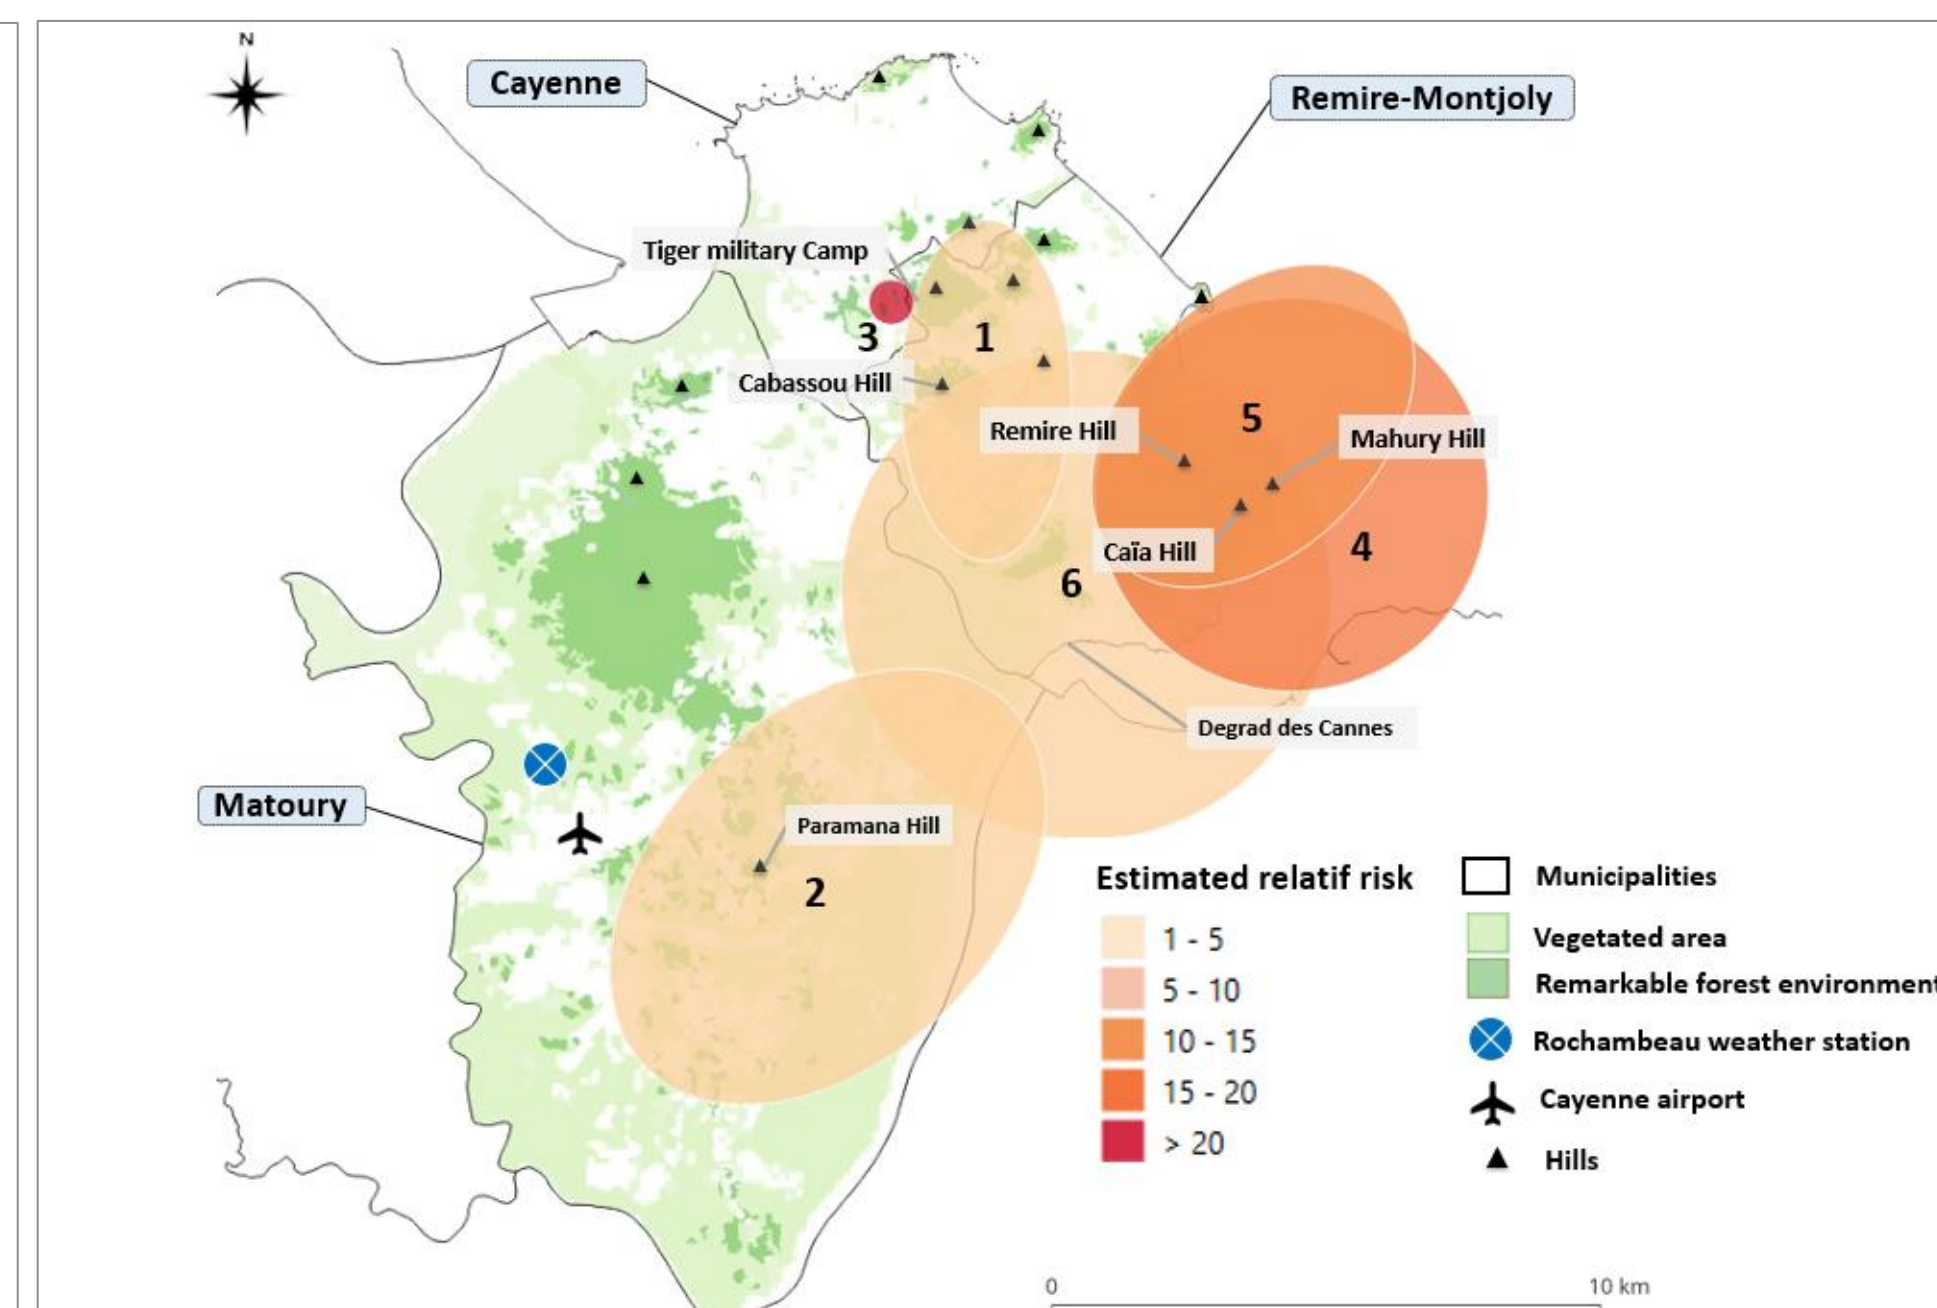 N
Cayenne
Remire-Montjoly
Tiger military Camp
3
1
Cabassou Hill
Remire Hill
5
Mahury Hill
Caïa Hill
4
6
Degrad des Cannes
Matoury
Paramana Hill
2
Estimated relatif risk
1 - 5
5 - 10
10 - 15
15 - 20
> 20
Municipalities
Vegetated area
Remarkable forest environment
Rochambeau weather station
Cayenne airport
Hills
0 10 km